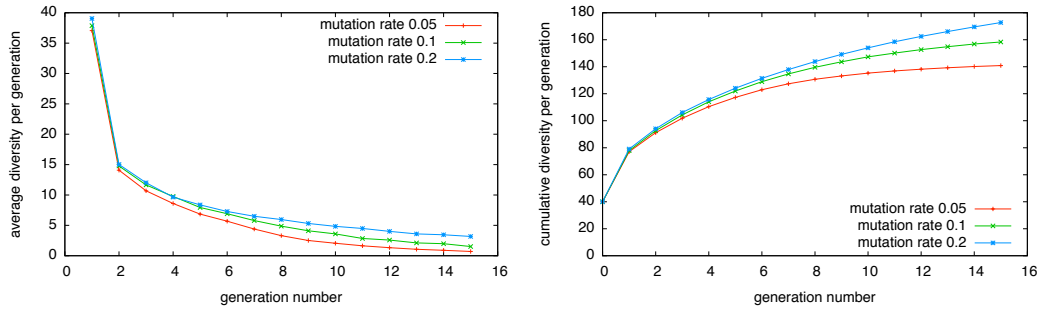 40
35
30
25
20
15
10
5
0
0 2 4 6 8 10 12 14 16
average diversity per generation
generation number
mutation rate 0.05
mutation rate 0.1
mutation rate 0.2
180
160
140
120
100
80
60
40
20
0
0 2 4 6 8 10 12 14 16
cumulative diversity per generation
generation number
mutation rate 0.05
mutation rate 0.1
mutation rate 0.2